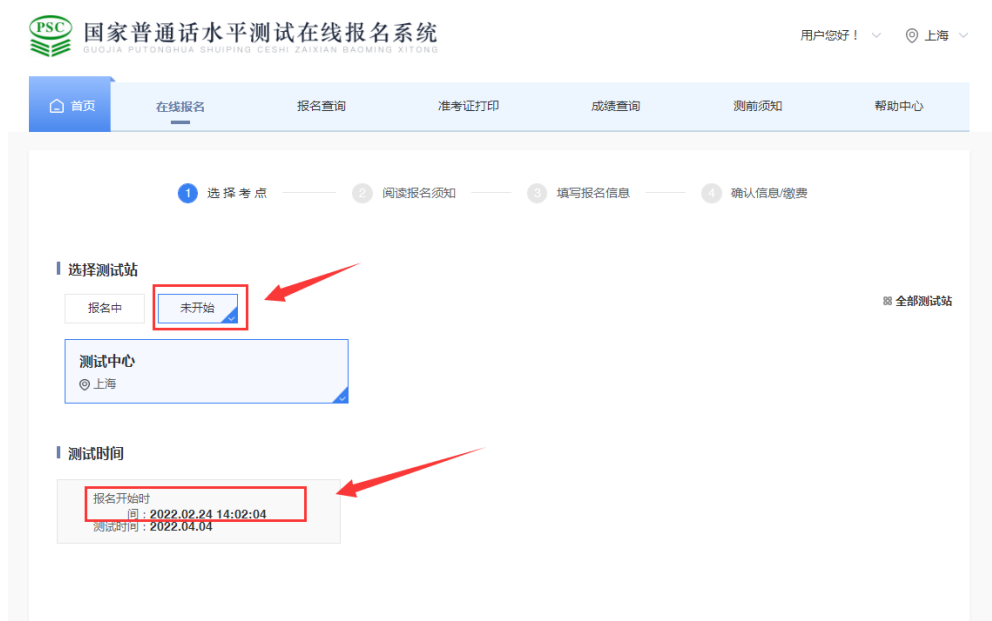 PSC
国家普通话水平测试在线报名系统
GUOJIA PUTONGHUA SHUIPING CESHI ZAIXIAN BAOMING XITONG
用户您好！ 上海
首页 在线报名 报名查询 准考证打印 成绩查询 测前须知 帮助中心
1 选择考点 2 阅读报名须知 3 填写报名信息 4 确认信息/缴费
选择测试站
报名中 未开始 全部测试站
测试中心
上海
测试时间
报名开始时
间：2022.02.24 14:02:04
测试时间：2022.04.04